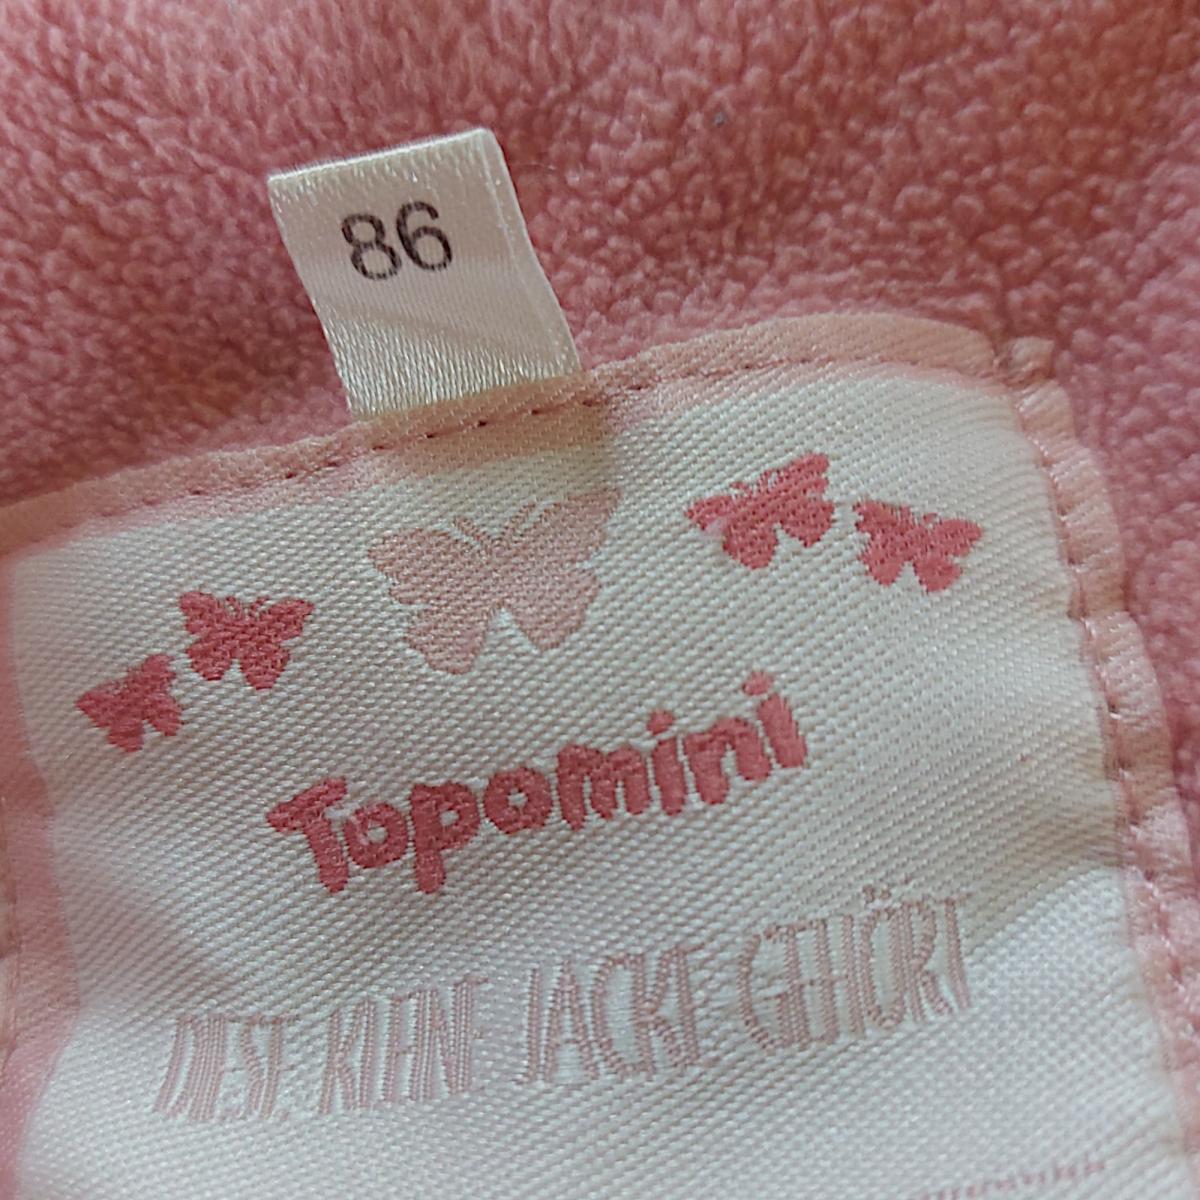 86
Topomini
DIESE KLEINE JACKE GEHÖRT